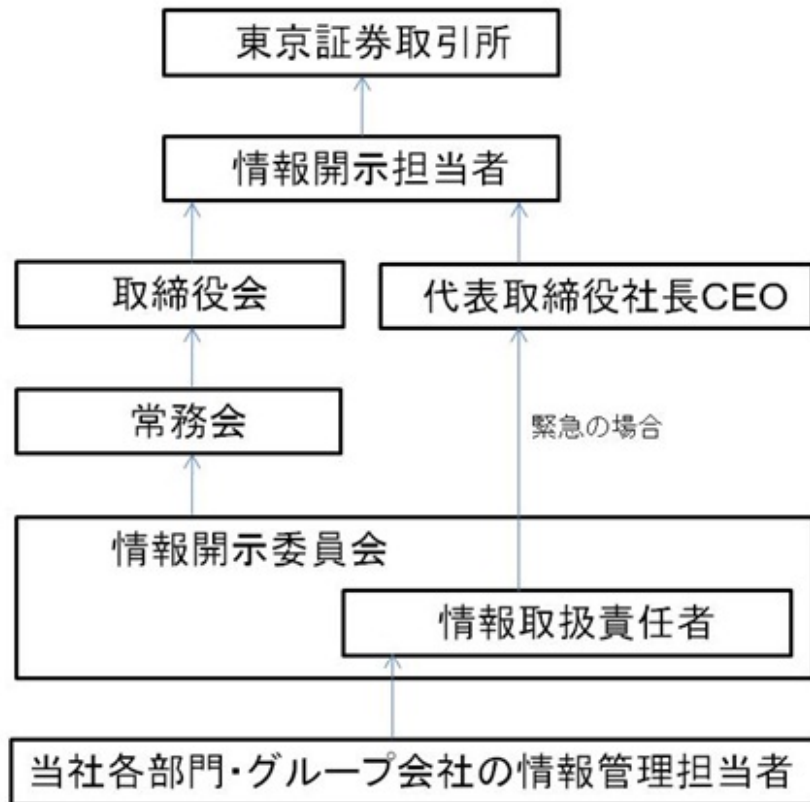 東京証券取引所
情報開示担当者
取締役会
代表取締役社長CEO
常務会
緊急の場合
情報開示委員会
情報取扱責任者
当社各部門・グループ会社の情報管理担当者